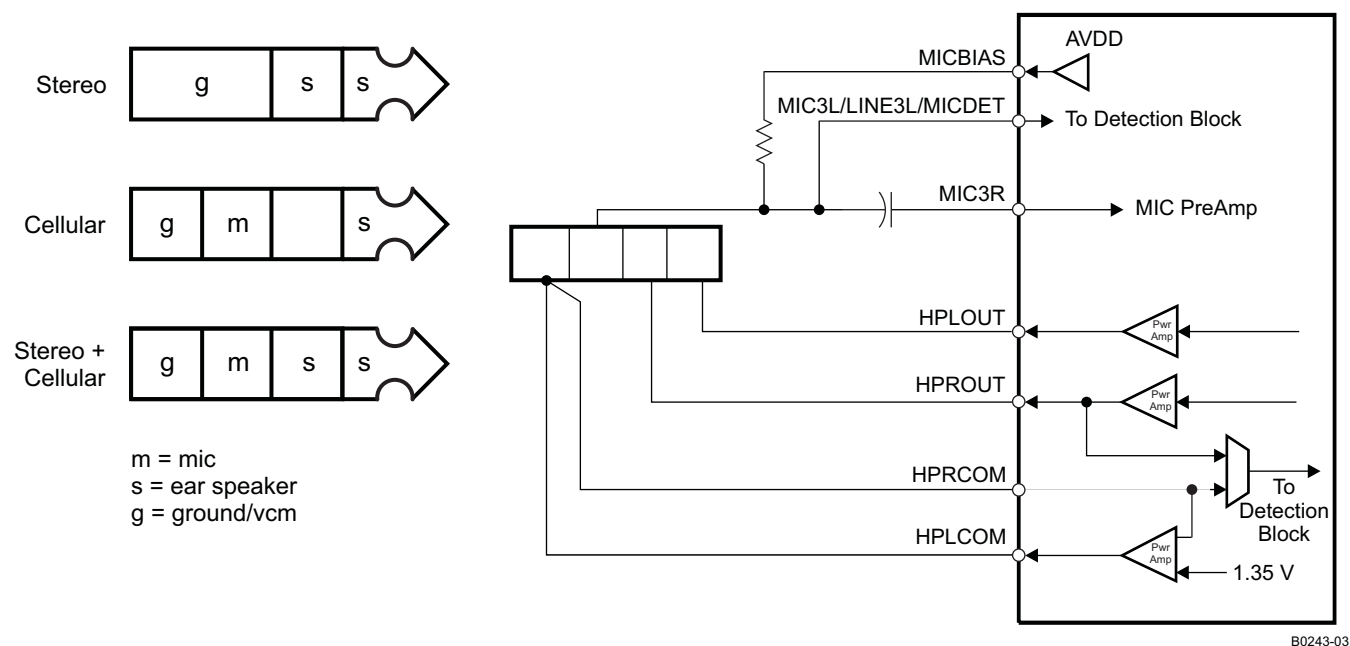 Stereo
g s s
Cellular
g m s
Stereo +
Cellular
g m s s
m = mic
s = ear speaker
g = ground/vcm
MICBIAS
AVDD
MIC3L/LINE3L/MICDET
To Detection Block
MIC3R
MIC PreAmp
HPLOUT
Pwr
Amp
HPROUT
Pwr
Amp
HPRCOM
To
Detection
Block
HPLCOM
Pwr
Amp
1.35 V
B0243-03